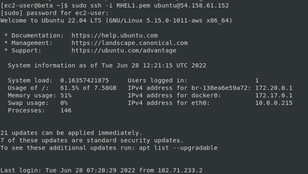 [ec2-user@beta ~]$ sudo ssh -i RHEL1.pem ubuntu@54.158.61.152
[sudo] password for ec2-user:
Welcome to Ubuntu 22.04 LTS (GNU/Linux 5.15.0-1011-aws x86_64)
* Documentation: https://help.ubuntu.com
* Management: https://landscape.canonical.com
* Support: https://ubuntu.com/advantage
System information as of Tue Jun 28 12:21:15 UTC 2022
System load: 0.16357421875 Users logged in: 1
Usage of /: 61.5% of 7.58GB IPv4 address for br-138ea6e59a72: 172.20.0.1
Memory usage: 51% IPv4 address for docker0: 172.17.0.1
Swap usage: 0% IPv4 address for eth0: 10.0.0.215
Processes: 146
21 updates can be applied immediately.
7 of these updates are standard security updates.
To see these additional updates run: apt list --upgradable
Last login: Tue Jun 28 07:28:29 2022 from 182.71.233.2